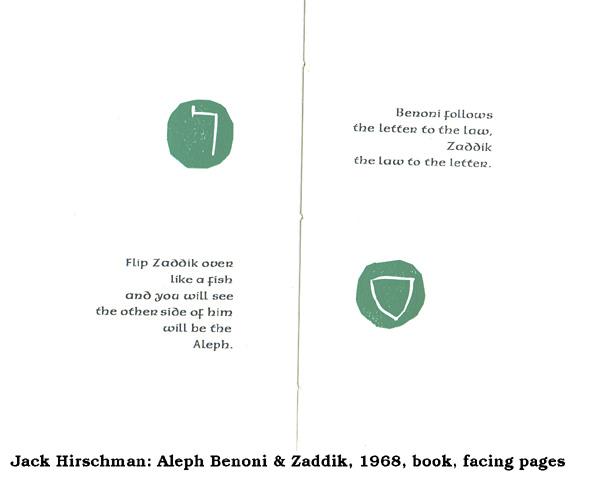 Flip Zaddik over
like a fish
and you will see
the other side of him
will be the
Aleph.
Benoni follows
the letter to the law,
Zaddik
the law to the letter.
Jack Hirschman: Aleph Benoni & Zaddik, 1968, book, facing pages